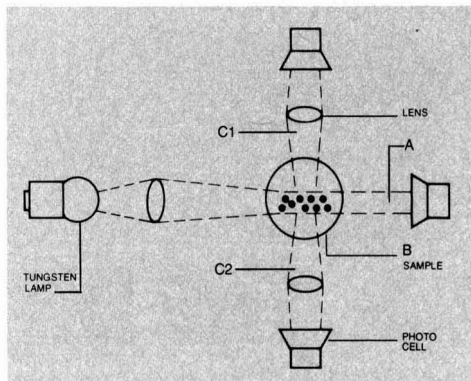 LENS
C1
A
B
SAMPLE
C2
TUNGSTEN
LAMP
PHOTO
CELL